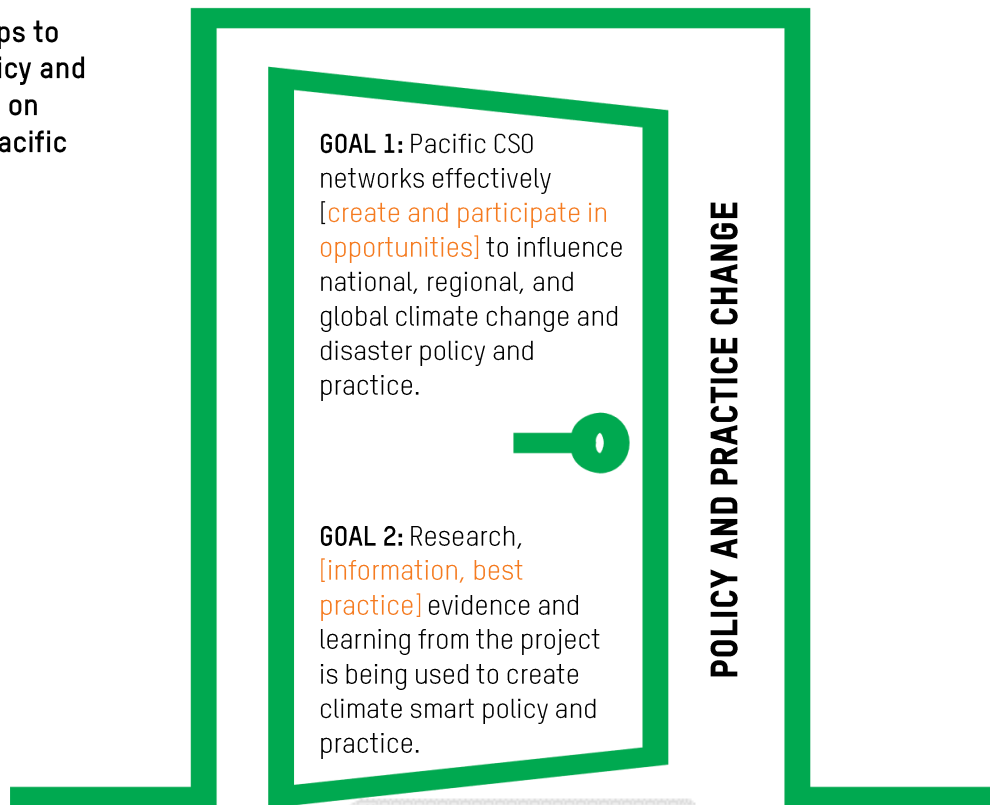 ps to
icy and
on
acific
GOAL 1: Pacific CSO
networks effectively
[create and participate in
opportunities] to influence
national, regional, and
global climate change and
disaster policy and
practice.
GOAL 2: Research,
[information, best
practice] evidence and
learning from the project
is being used to create
climate smart policy and
practice.
POLICY AND PRACTICE CHANGE